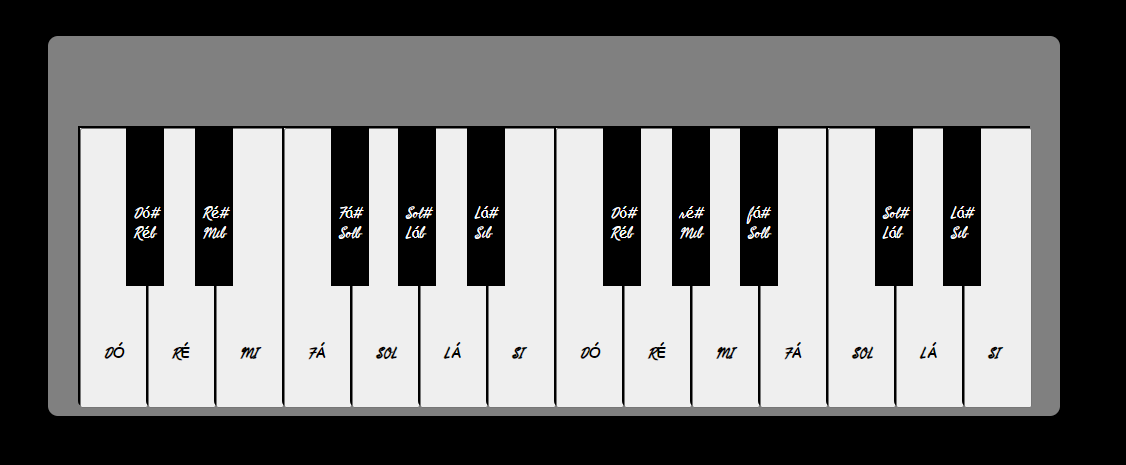 Dó# Ré# Fá# Sol# Lá# Dó# ré# fá# Sol# Lá#
Réb Mib Solb Láb Sib Réb Mib Solb Láb Sib
DÓ RÉ MI FÁ SOL LÁ SI DÓ RÉ MI FÁ SOL LÁ SI